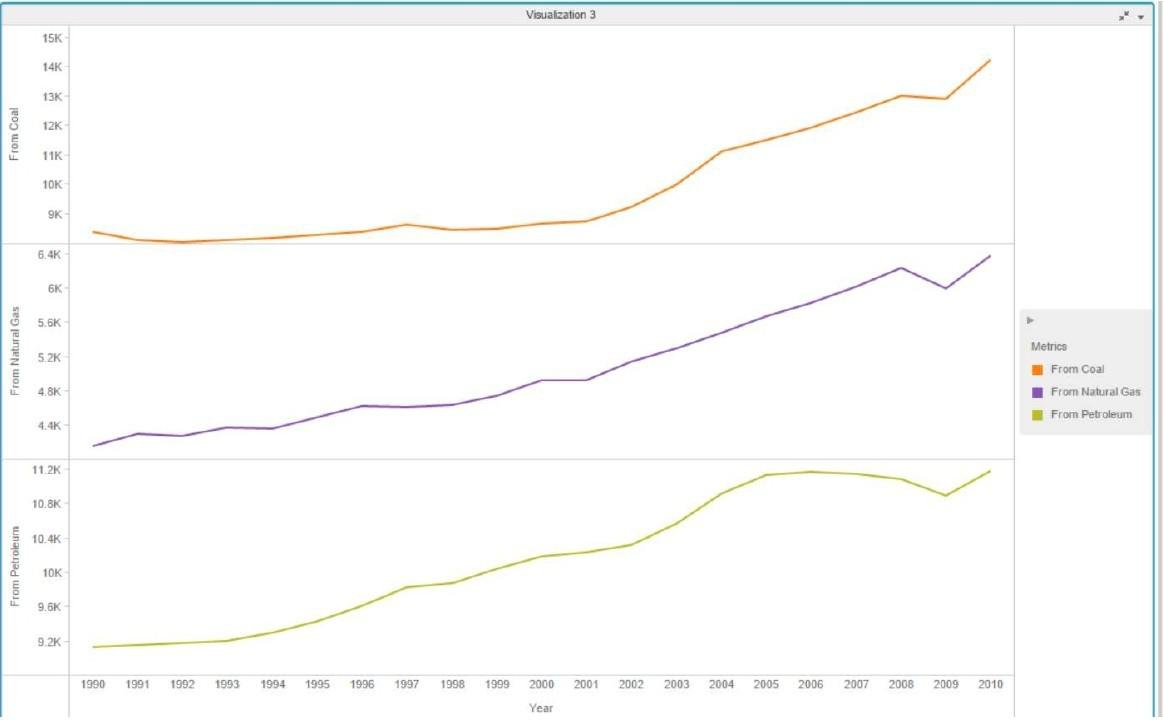 Visualization 3
From Coal
15K
14K
13K
12K
11K
10K
9K
From Natural Gas
6.4K
6K
5.6K
5.2K
4.8K
4.4K
From Petroleum
11.2K
10.8K
10.4K
10K
9.6K
9.2K
1990 1991 1992 1993 1994 1995 1996 1997 1998 1999 2000 2001 2002 2003 2004 2005 2006 2007 2008 2009 2010
Year
Metrics
From Coal
From Natural Gas
From Petroleum